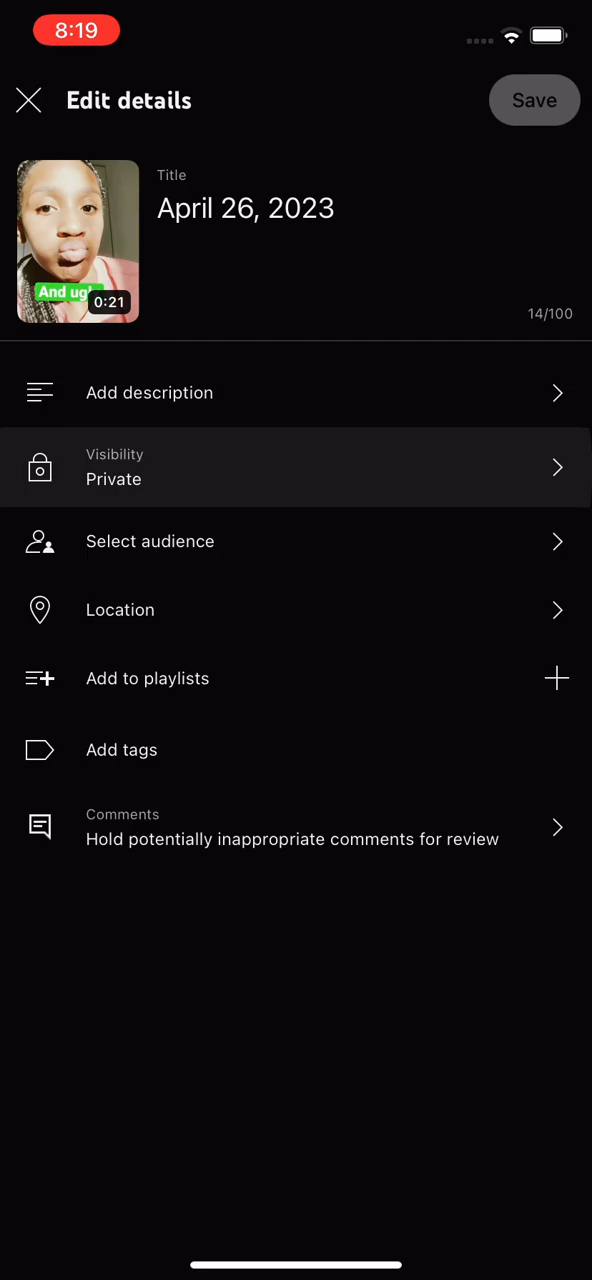 8:19
Edit details
Save
Title
April 26, 2023
And
0:21
14/100
Add description
Visibility
Private
Select audience
Location
Add to playlists
Add tags
Comments
Hold potentially inappropriate comments for review